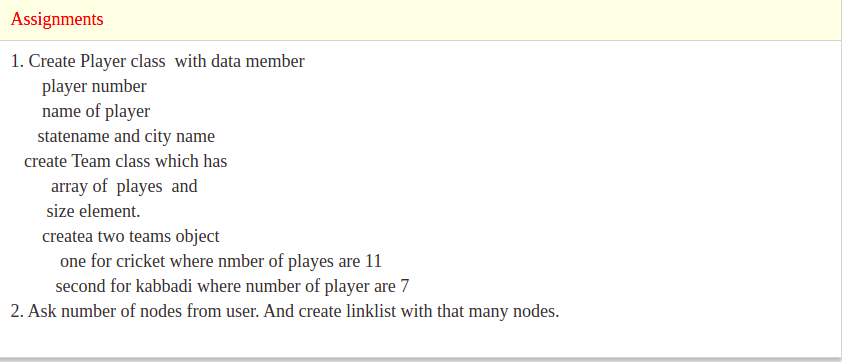 Assignments
1. Create Player class  with data member
player number
name of player
statename and city name
create Team class which has
array of  playes  and
size element.
createa two teams object
one for cricket where nmber of playes are 11
second for kabbadi where number of player are 7
2. Ask number of nodes from user. And create linklist with that many nodes.